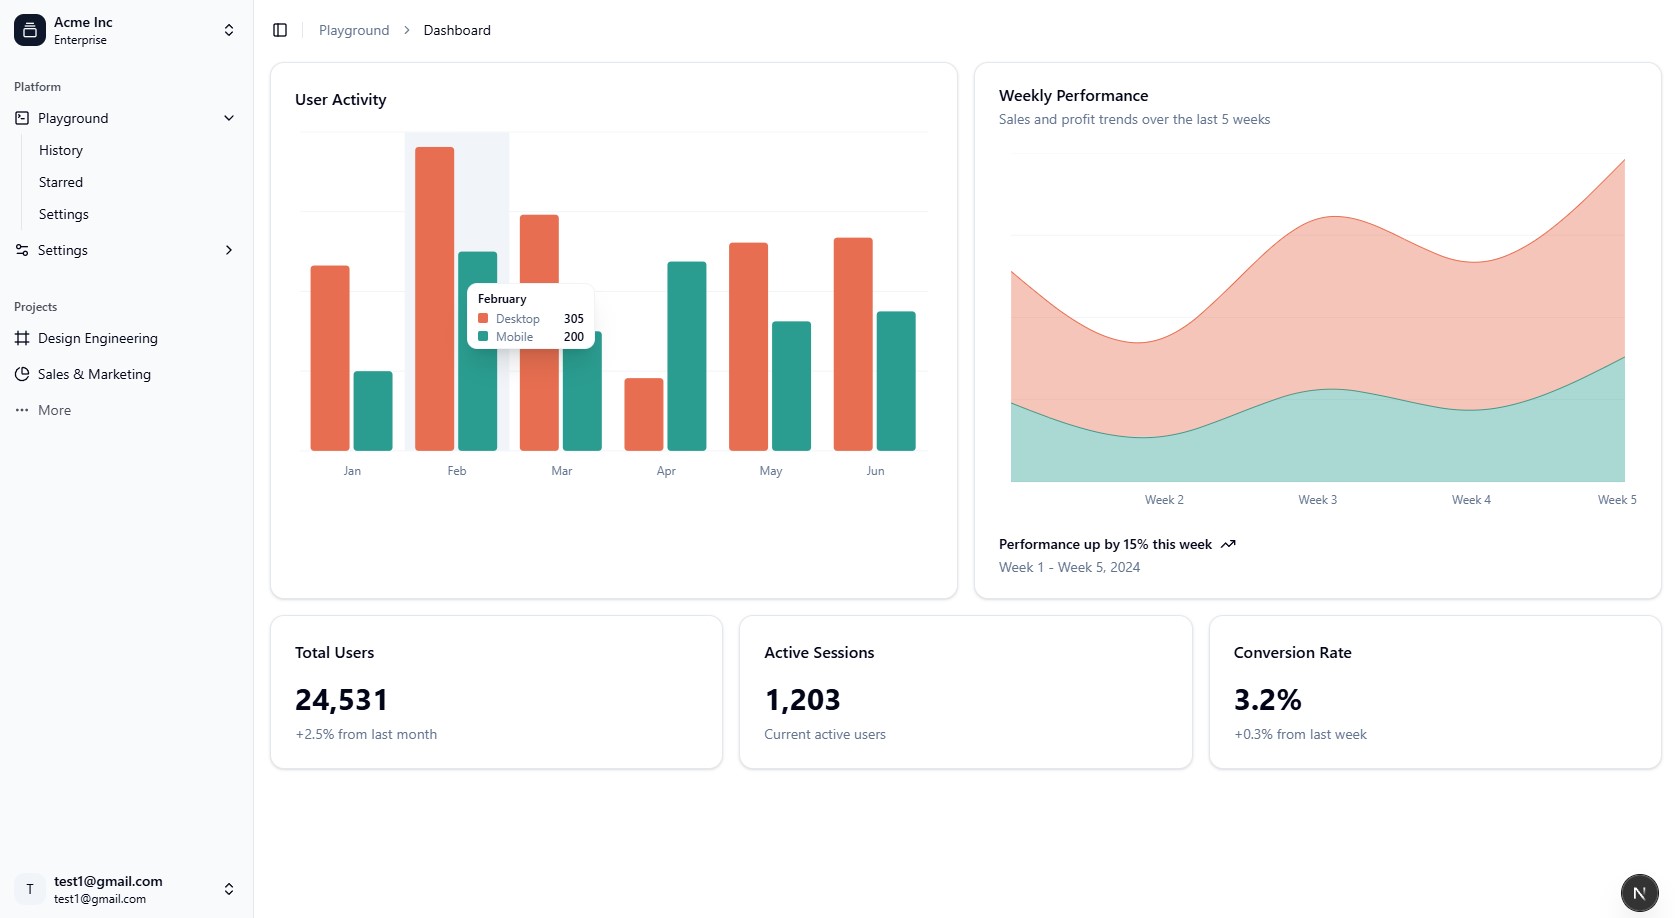 Acme Inc
Enterprise
Platform
Playground
History
Starred
Settings
Settings
Projects
Design Engineering
Sales & Marketing
More
T
test1@gmail.com
test1@gmail.com
Playground > Dashboard
User Activity
February
Desktop 305
Mobile 200
Jan Feb Mar Apr May Jun
Weekly Performance
Sales and profit trends over the last 5 weeks
Week 2 Week 3 Week 4 Week 5
Performance up by 15% this week
Week 1 - Week 5, 2024
Total Users
24,531
+2.5% from last month
Active Sessions
1,203
Current active users
Conversion Rate
3.2%
+0.3% from last week
N